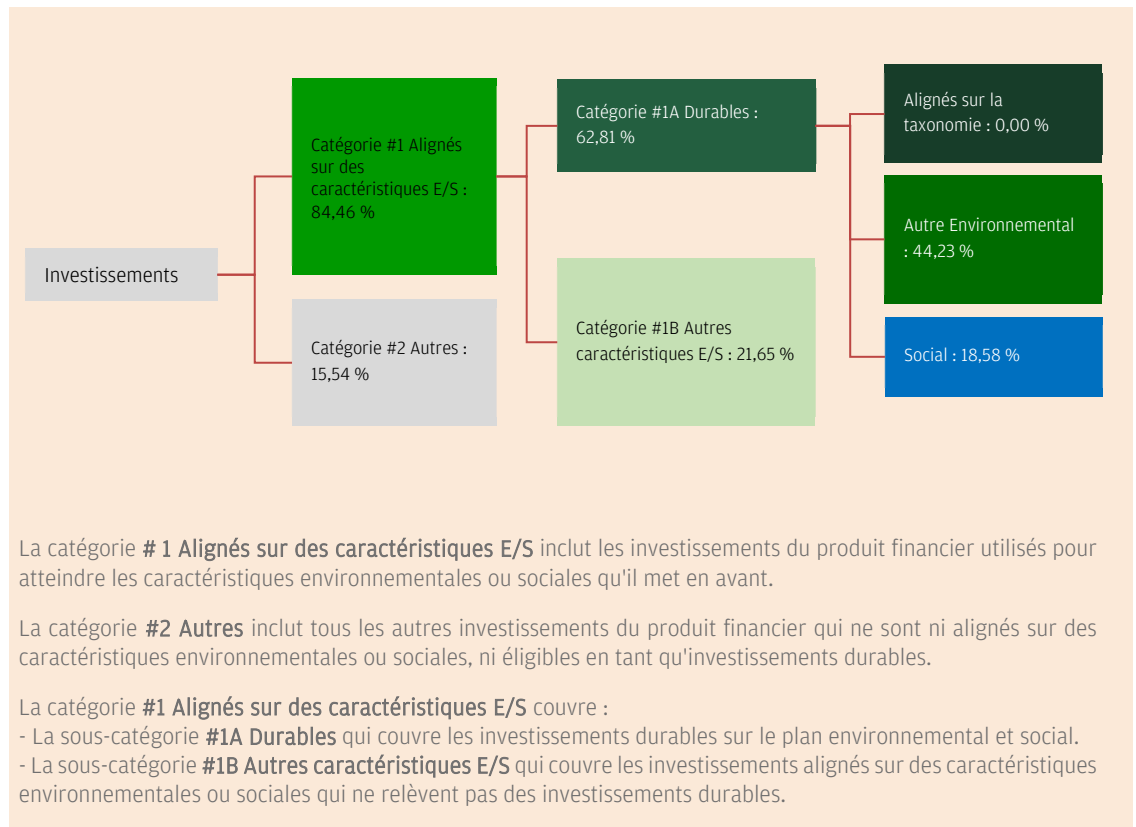 Investissements
Catégorie #1 Alignés
sur des
caractéristiques E/S :
84,46 %
Catégorie #2 Autres :
15,54 %
Catégorie #1A Durables :
62,81 %
Catégorie #1B Autres
caractéristiques E/S : 21,65 %
Alignés sur la
taxonomie : 0,00 %
Autre Environnemental
: 44,23 %
Social : 18,58 %
La catégorie # 1 Alignés sur des caractéristiques E/S inclut les investissements du produit financier utilisés pour
atteindre les caractéristiques environnementales ou sociales qu'il met en avant.
La catégorie #2 Autres inclut tous les autres investissements du produit financier qui ne sont ni alignés sur des
caractéristiques environnementales ou sociales, ni éligibles en tant qu'investissements durables.
La catégorie #1 Alignés sur des caractéristiques E/S couvre :
- La sous-catégorie #1A Durables qui couvre les investissements durables sur le plan environnemental et social.
- La sous-catégorie #1B Autres caractéristiques E/S qui couvre les investissements alignés sur des caractéristiques
environnementales ou sociales qui ne relèvent pas des investissements durables.